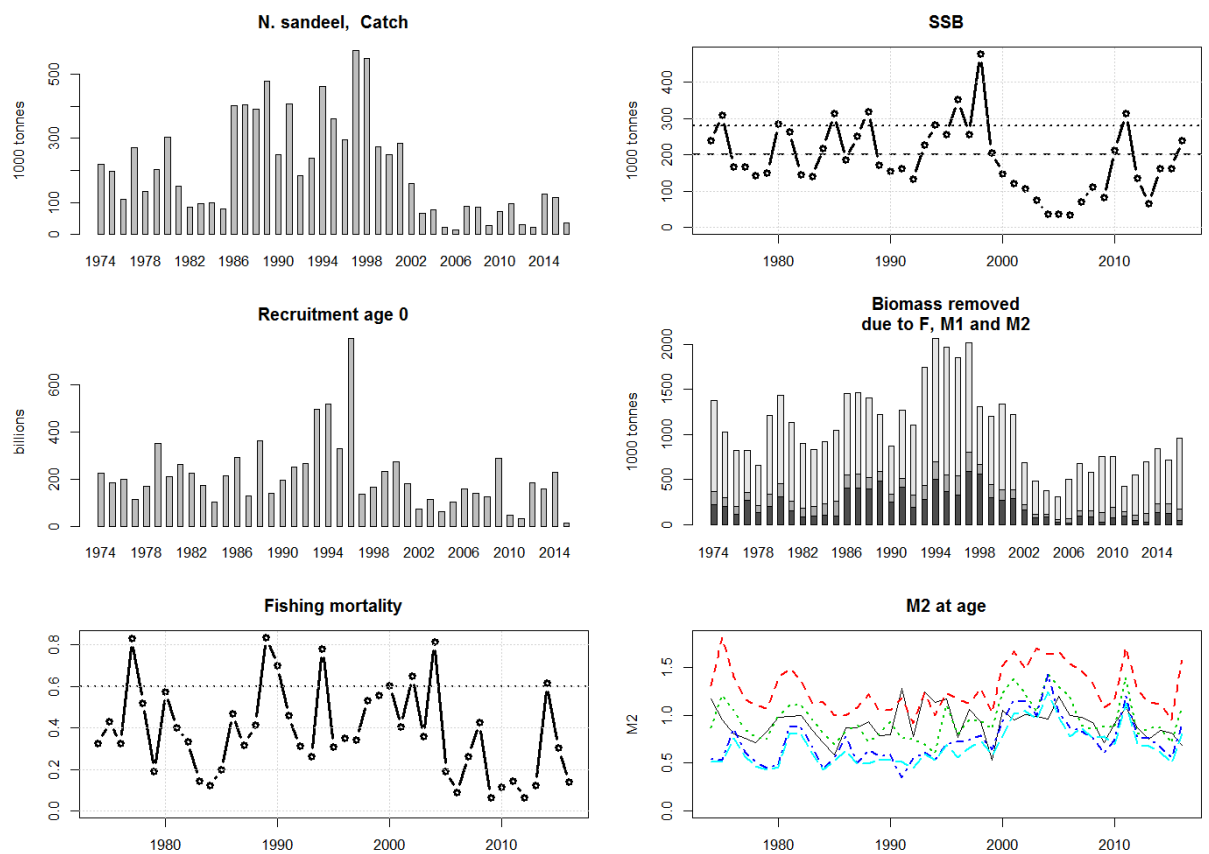 N. sandeel,  Catch
1000 tonnes
0 100 300 500
1974 1978 1982 1986 1990 1994 1998 2002 2006 2010 2014
SSB
1000 tonnes
0 100 200 300 400
1980 1990 2000 2010
Recruitment age 0
billions
0 200 400 600
1974 1978 1982 1986 1990 1994 1998 2002 2006 2010 2014
Biomass removed
due to F, M1 and M2
1000 tonnes
0 500 1000 1500 2000
1974 1978 1982 1986 1990 1994 1998 2002 2006 2010 2014
Fishing mortality
0.0 0.2 0.4 0.6 0.8
1980 1990 2000 2010
M2 at age
M2
0.0 0.5 1.0 1.5
1980 1990 2000 2010